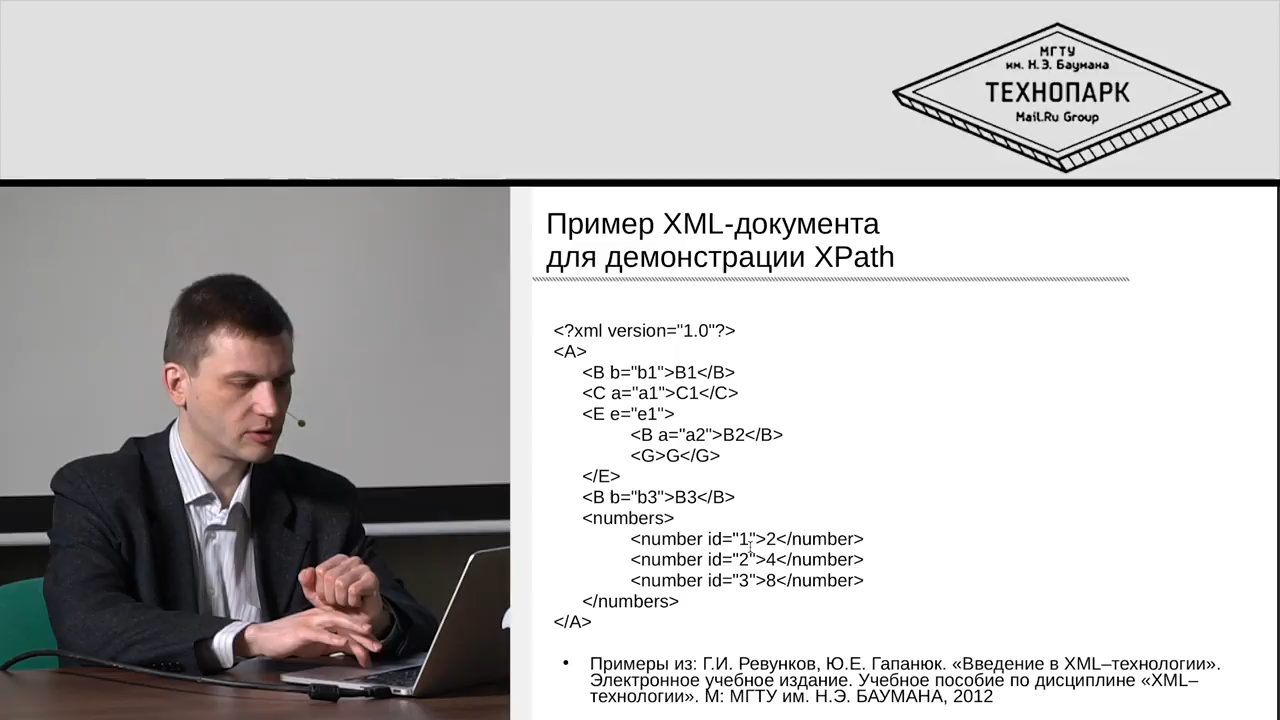 МГТУ
им. Н.Э. Баумана
ТЕХНОПАРК
Mail.Ru Group
Пример XML-документа
для демонстрации XPath
<?xml version="1.0"?>
<A>
<B b="b1">B1</B>
<C a="a1">C1</C>
<E e="e1">
<B a="a2">B2</B>
<G>G</G>
</E>
<B b="b3">B3</B>
<numbers>
<number id="1">2</number>
<number id="2">4</number>
<number id="3">8</number>
</numbers>
</A>
• Примеры из: Г.И. Ревунков, Ю.Е. Гапанюк. «Введение в XML–технологии».
Электронное учебное издание. Учебное пособие по дисциплине «XML–
технологии». М: МГТУ им. Н.Э. БАУМАНА, 2012